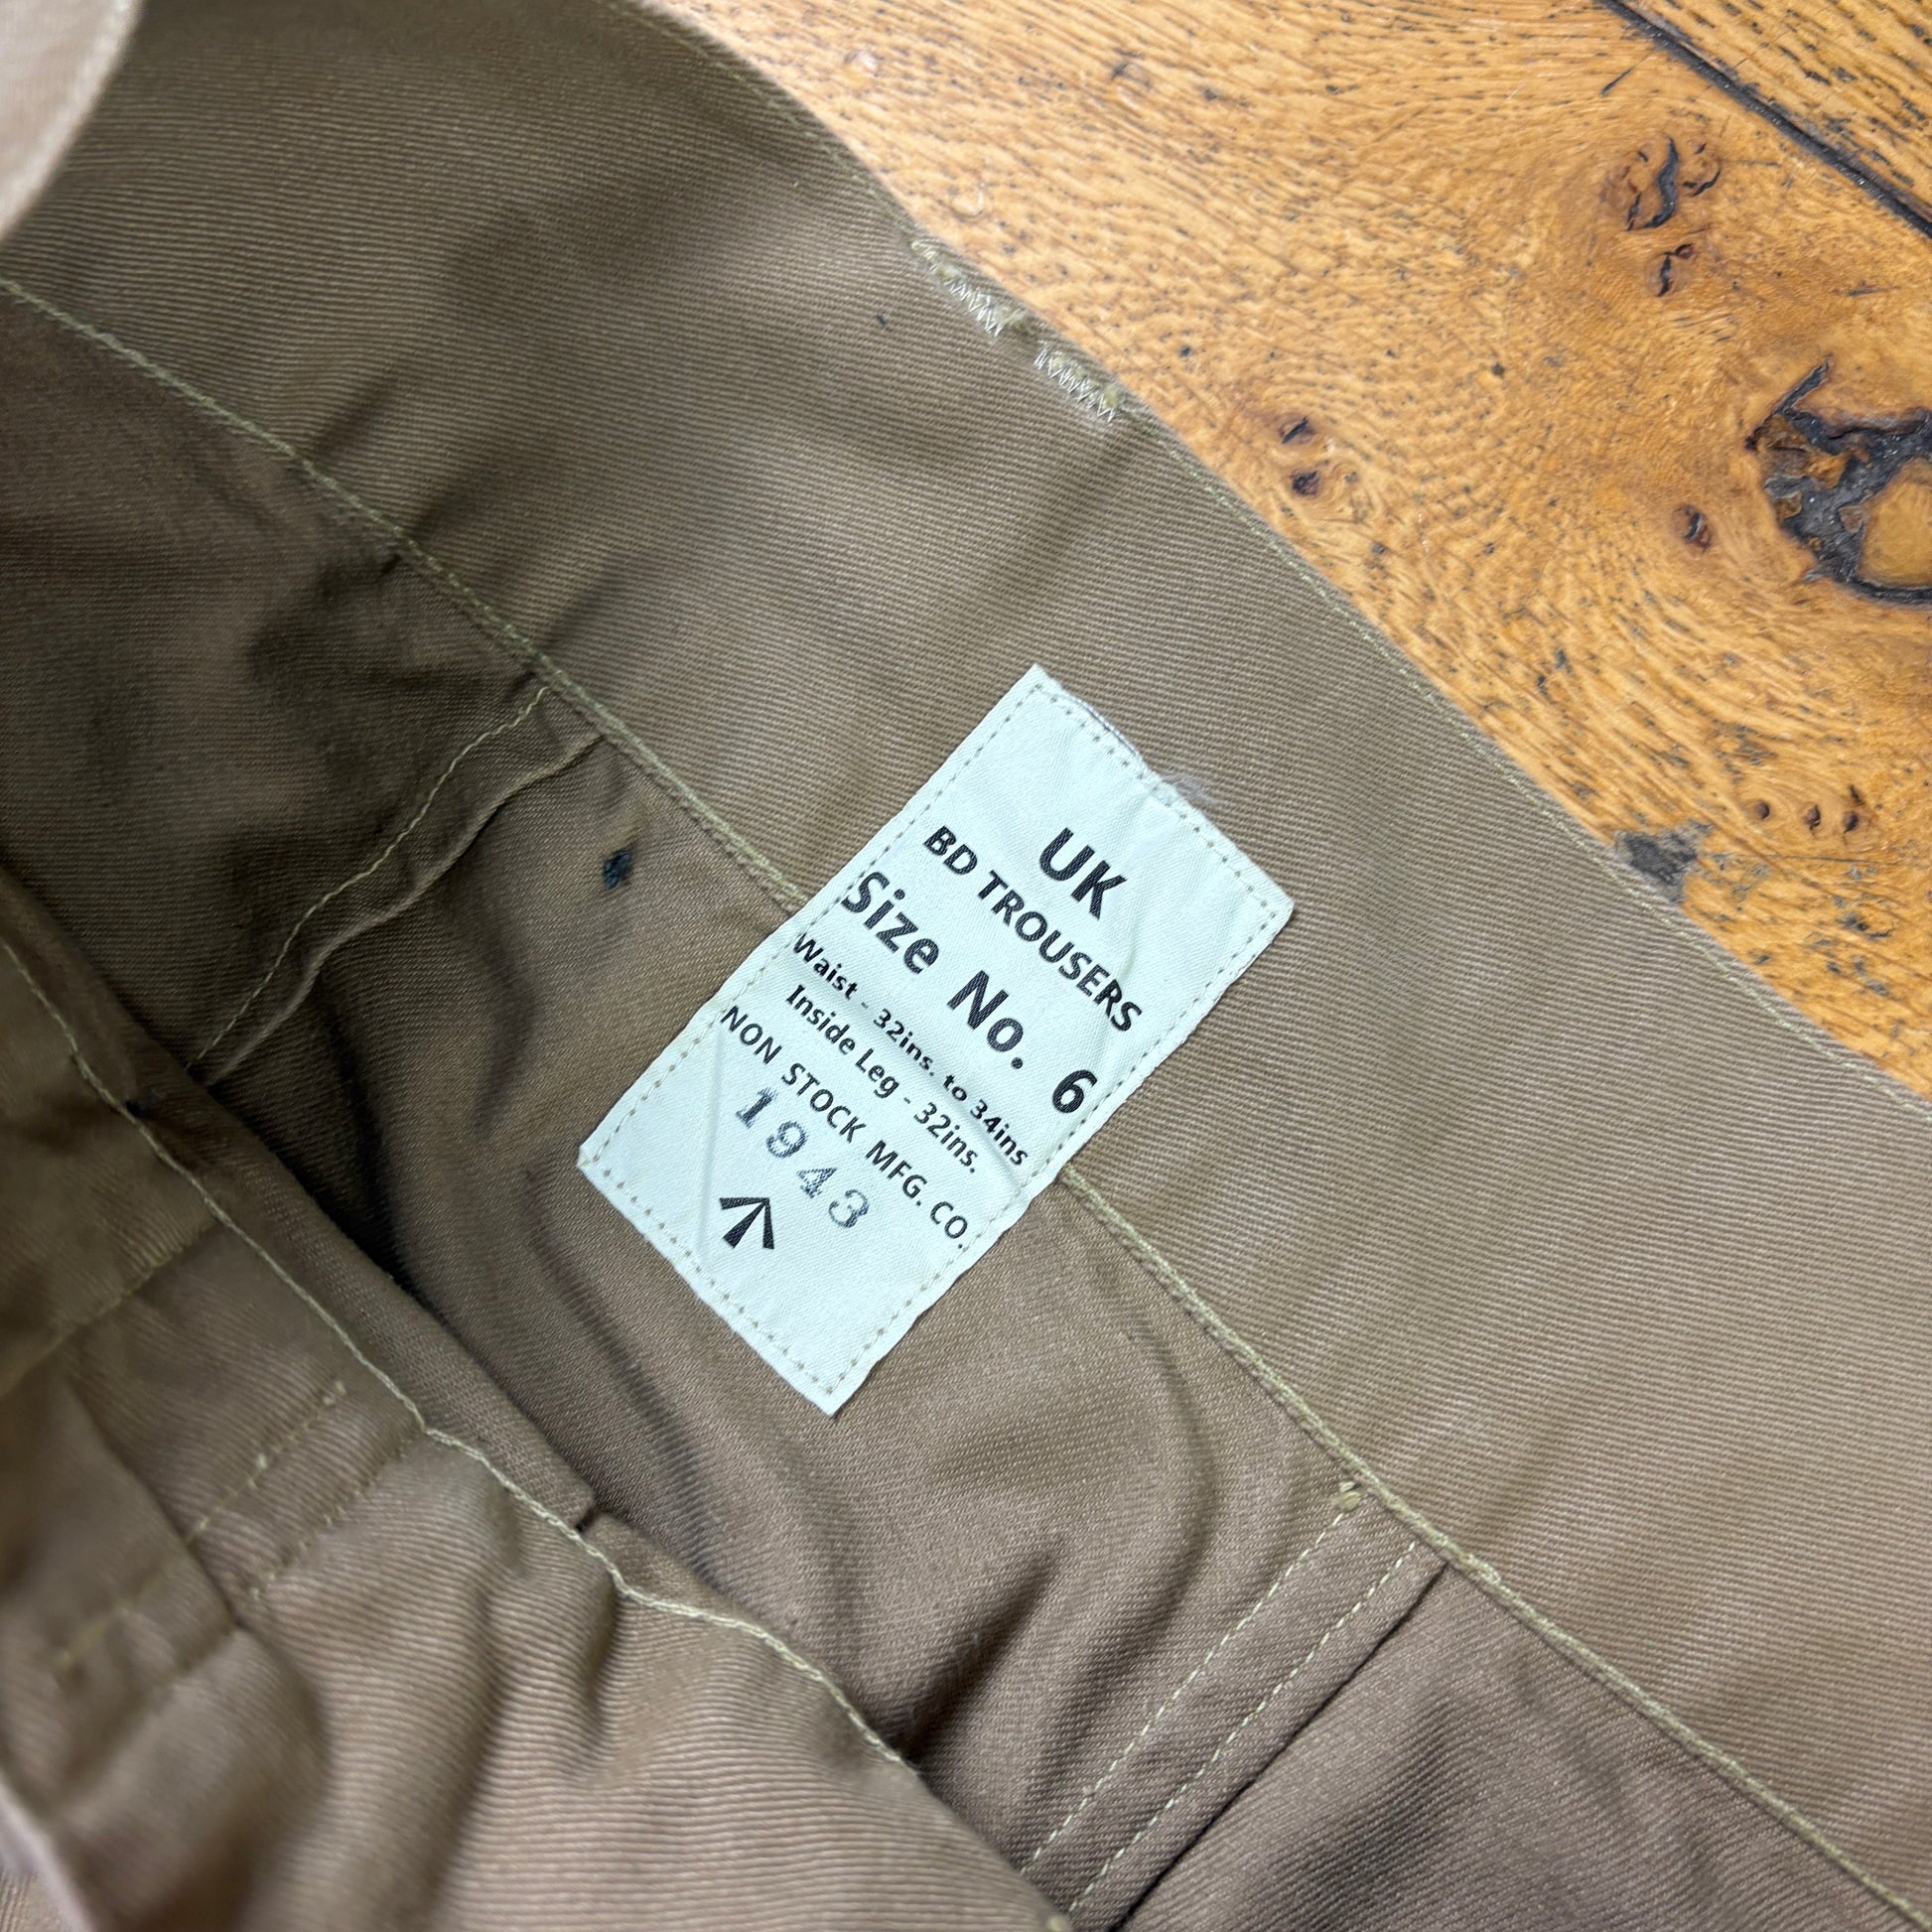 UK
BD TROUSERS
Size No. 6
Waist - 32ins. to 34ins
Inside Leg - 32ins.
NON STOCK MFG. CO.
1943